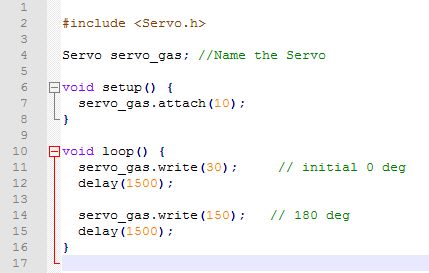 1
2 #include <Servo.h>
3
4 Servo servo_gas; //Name the Servo
5
6 void setup() {
7   servo_gas.attach(10);
8 }
9
10 void loop() {
11   servo_gas.write(30);     // initial 0 deg
12   delay(1500);
13
14   servo_gas.write(150);   // 180 deg
15   delay(1500);
16 }
17